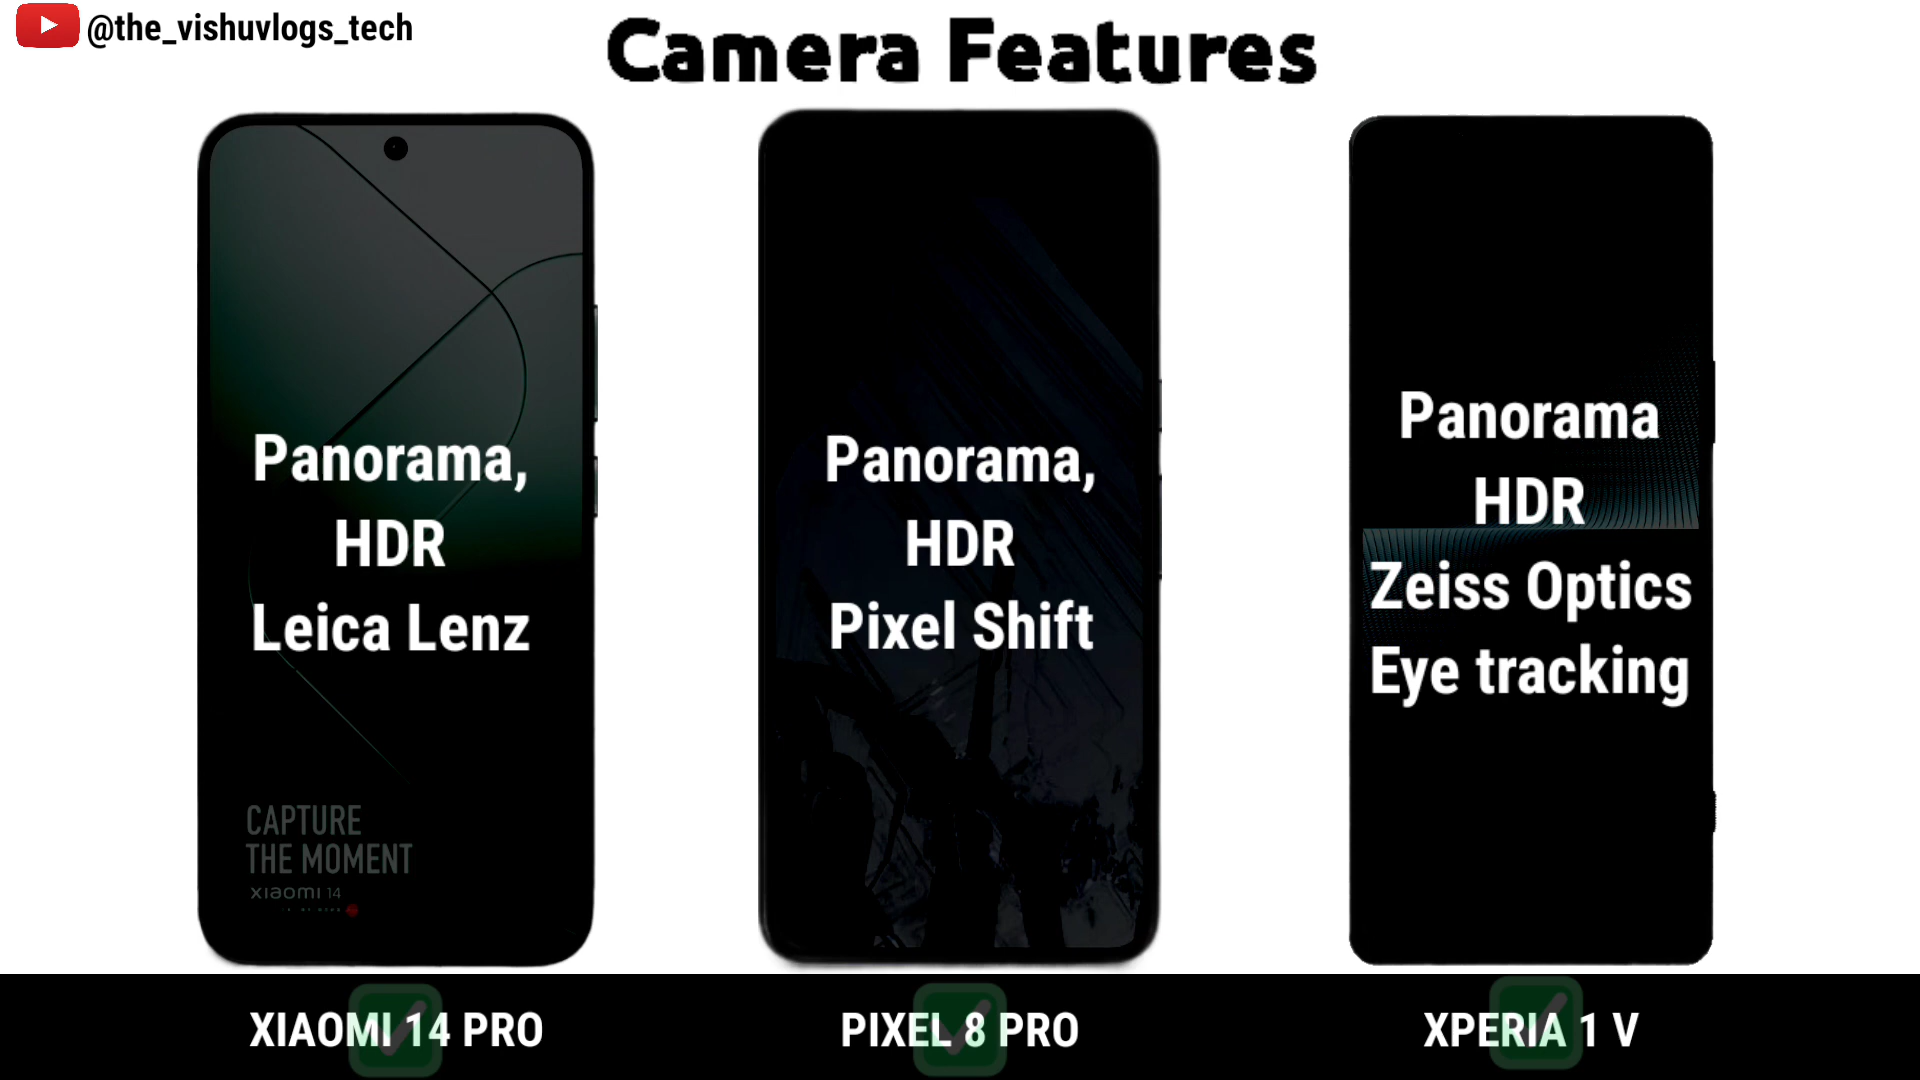 @the_vishuvlogs_tech
Camera Features
Panorama,
HDR
Leica Lenz
CAPTURE
THE MOMENT
xiaomi 14
Panorama,
HDR
Pixel Shift
Panorama
HDR
Zeiss Optics
Eye tracking
XIAOMI 14 PRO
PIXEL 8 PRO
XPERIA 1 V